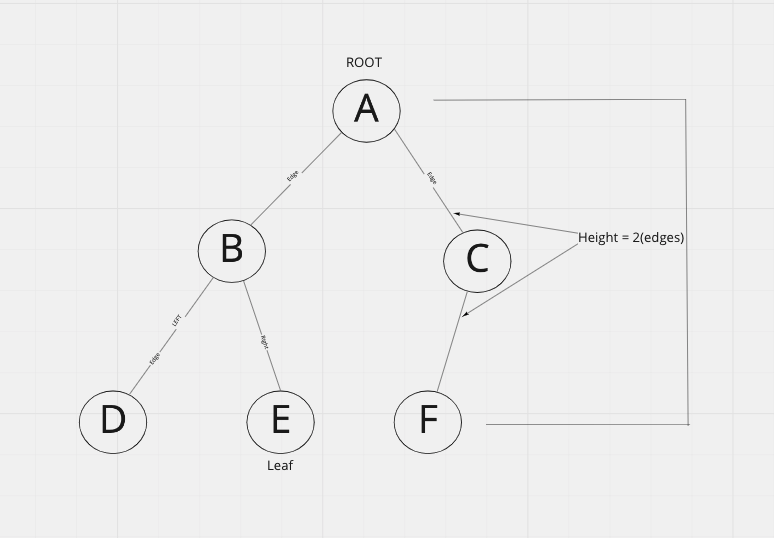 ROOT
A
Edge
Edge
B
C
Height = 2(edges)
LEFT
Edge
Right
D
E
F
Leaf